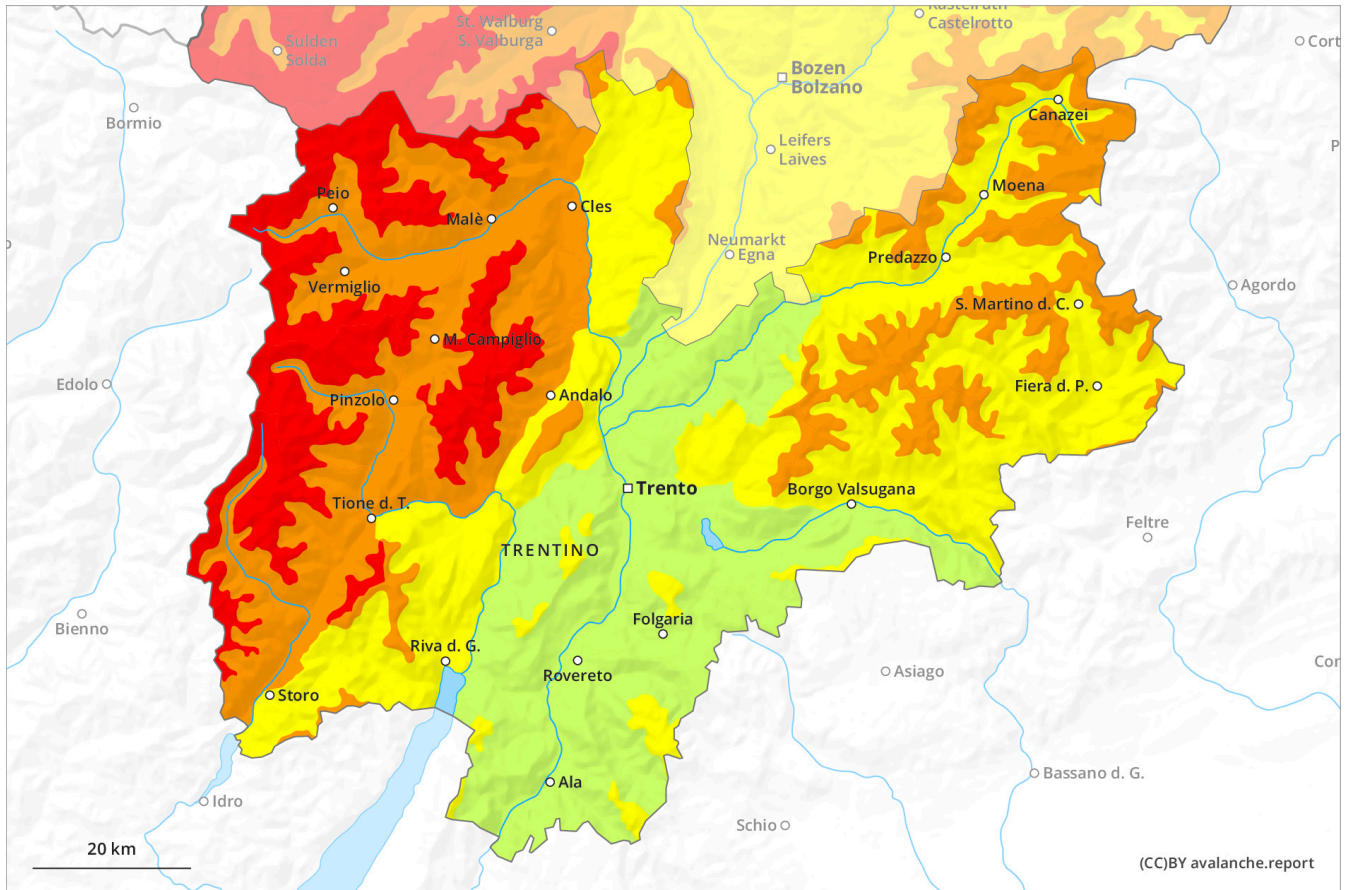 Kastelruth
Castelrotto
St. Walburg
S. Valburga
Sulden
Solda
Cort
Bozen
Bolzano
Bormio
Canazei
Leifers
Laives
Peio
Moena
Malè
Cles
Neumarkt
Egna
Predazzo
Vermiglio
Agordo
S. Martino d. C.
M. Campiglio
Edolo
Pinzolo
Andalo
Fiera d. P.
Trento
Borgo Valsugana
Tione d. T.
Feltre
TRENTINO
Bienno
Folgaria
Riva d. G.
Rovereto
Asiago
Cor
Storo
Bassano d. G.
Ala
Idro
Schio
20 km
(CC)BY avalanche.report